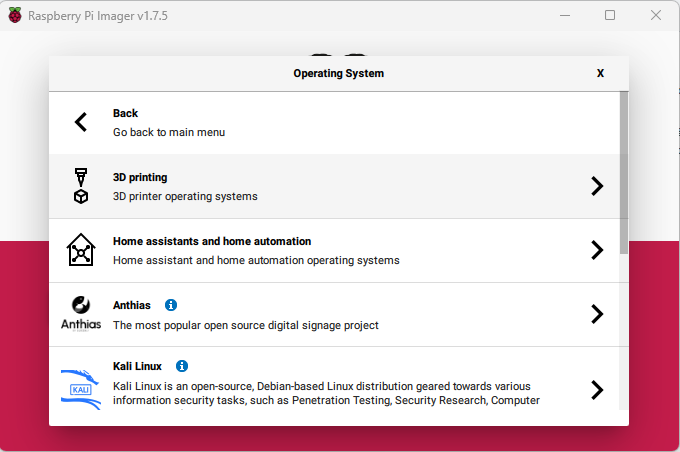 Raspberry Pi Imager v1.7.5
Operating System
X
Back
Go back to main menu
3D printing
3D printer operating systems
Home assistants and home automation
Home assistant and home automation operating systems
Anthias
Anthias
The most popular open source digital signage project
Kali Linux
KALI
Kali Linux is an open-source, Debian-based Linux distribution geared towards various
information security tasks, such as Penetration Testing, Security Research, Computer